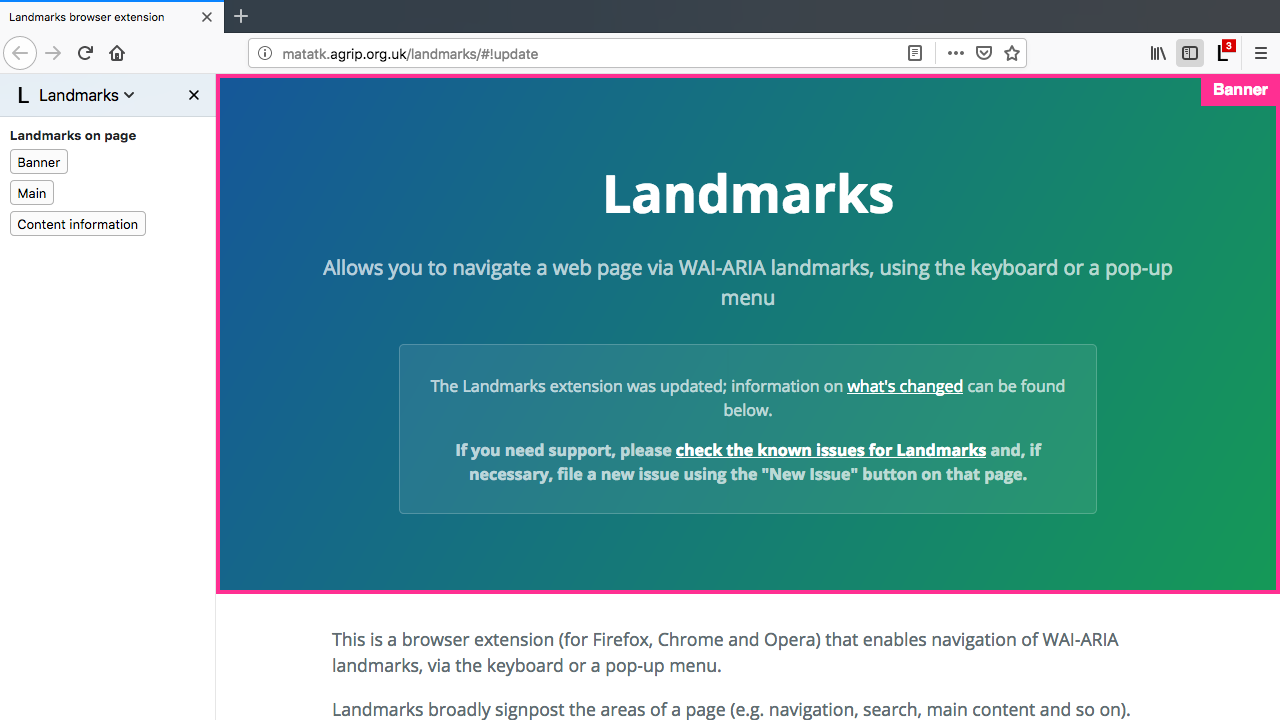 Landmarks browser extension
matatk.agrip.org.uk/landmarks/#!update
L 3
L Landmarks
Landmarks on page
Banner
Main
Content information
Banner
Landmarks
Allows you to navigate a web page via WAI-ARIA landmarks, using the keyboard or a pop-up
menu
The Landmarks extension was updated; information on what's changed can be found
below.
If you need support, please check the known issues for Landmarks and, if
necessary, file a new issue using the "New Issue" button on that page.
This is a browser extension (for Firefox, Chrome and Opera) that enables navigation of WAI-ARIA
landmarks, via the keyboard or a pop-up menu.
Landmarks broadly signpost the areas of a page (e.g. navigation, search, main content and so on).